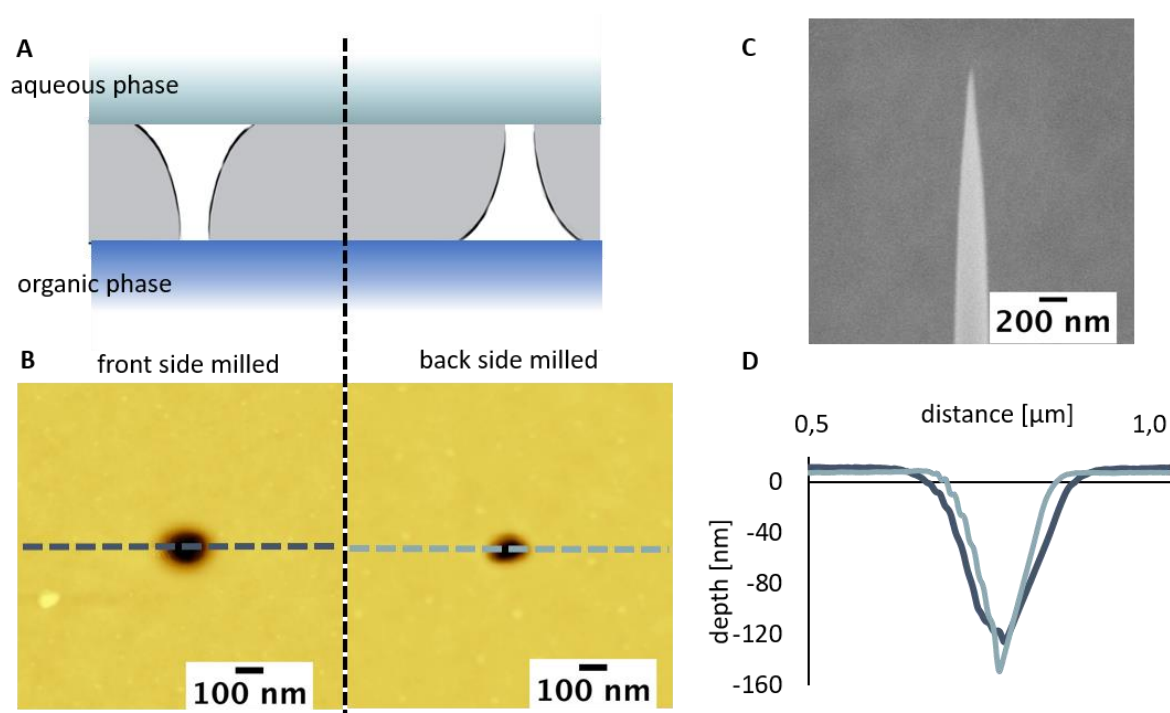 A
aqueous phase
organic phase
B
front side milled
back side milled
100 nm
100 nm
C
200 nm
D
distance [µm]
0,5
1,0
depth [nm]
0
-40
-80
-120
-160